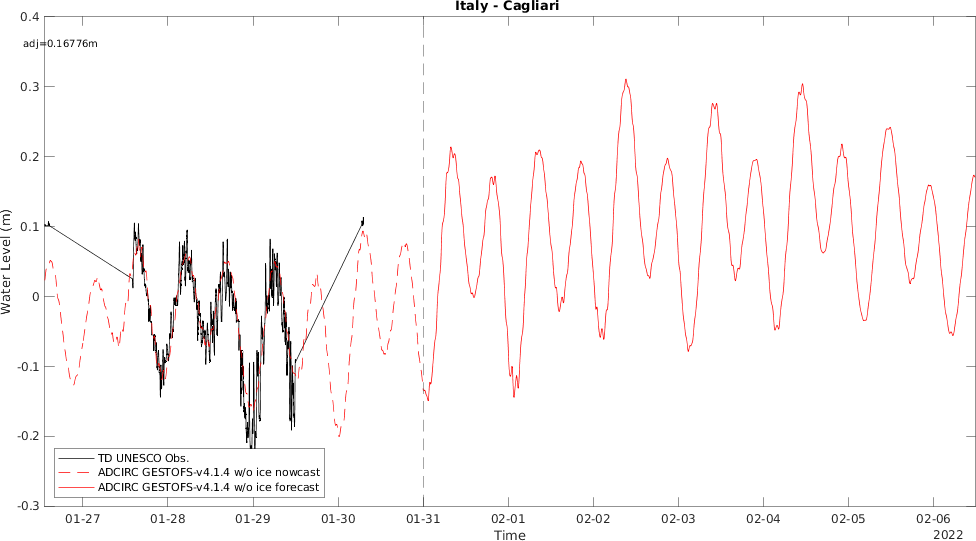 Italy - Cagliari
0.4
adj=0.16776m
0.3
0.2
0.1
0
-0.1
-0.2
-0.3
Water Level (m)
TD UNESCO Obs.
ADCIRC GESTOFS-v4.1.4 w/o ice nowcast
ADCIRC GESTOFS-v4.1.4 w/o ice forecast
01-27 01-28 01-29 01-30 01-31 02-01 02-02 02-03 02-04 02-05 02-06
Time
2022